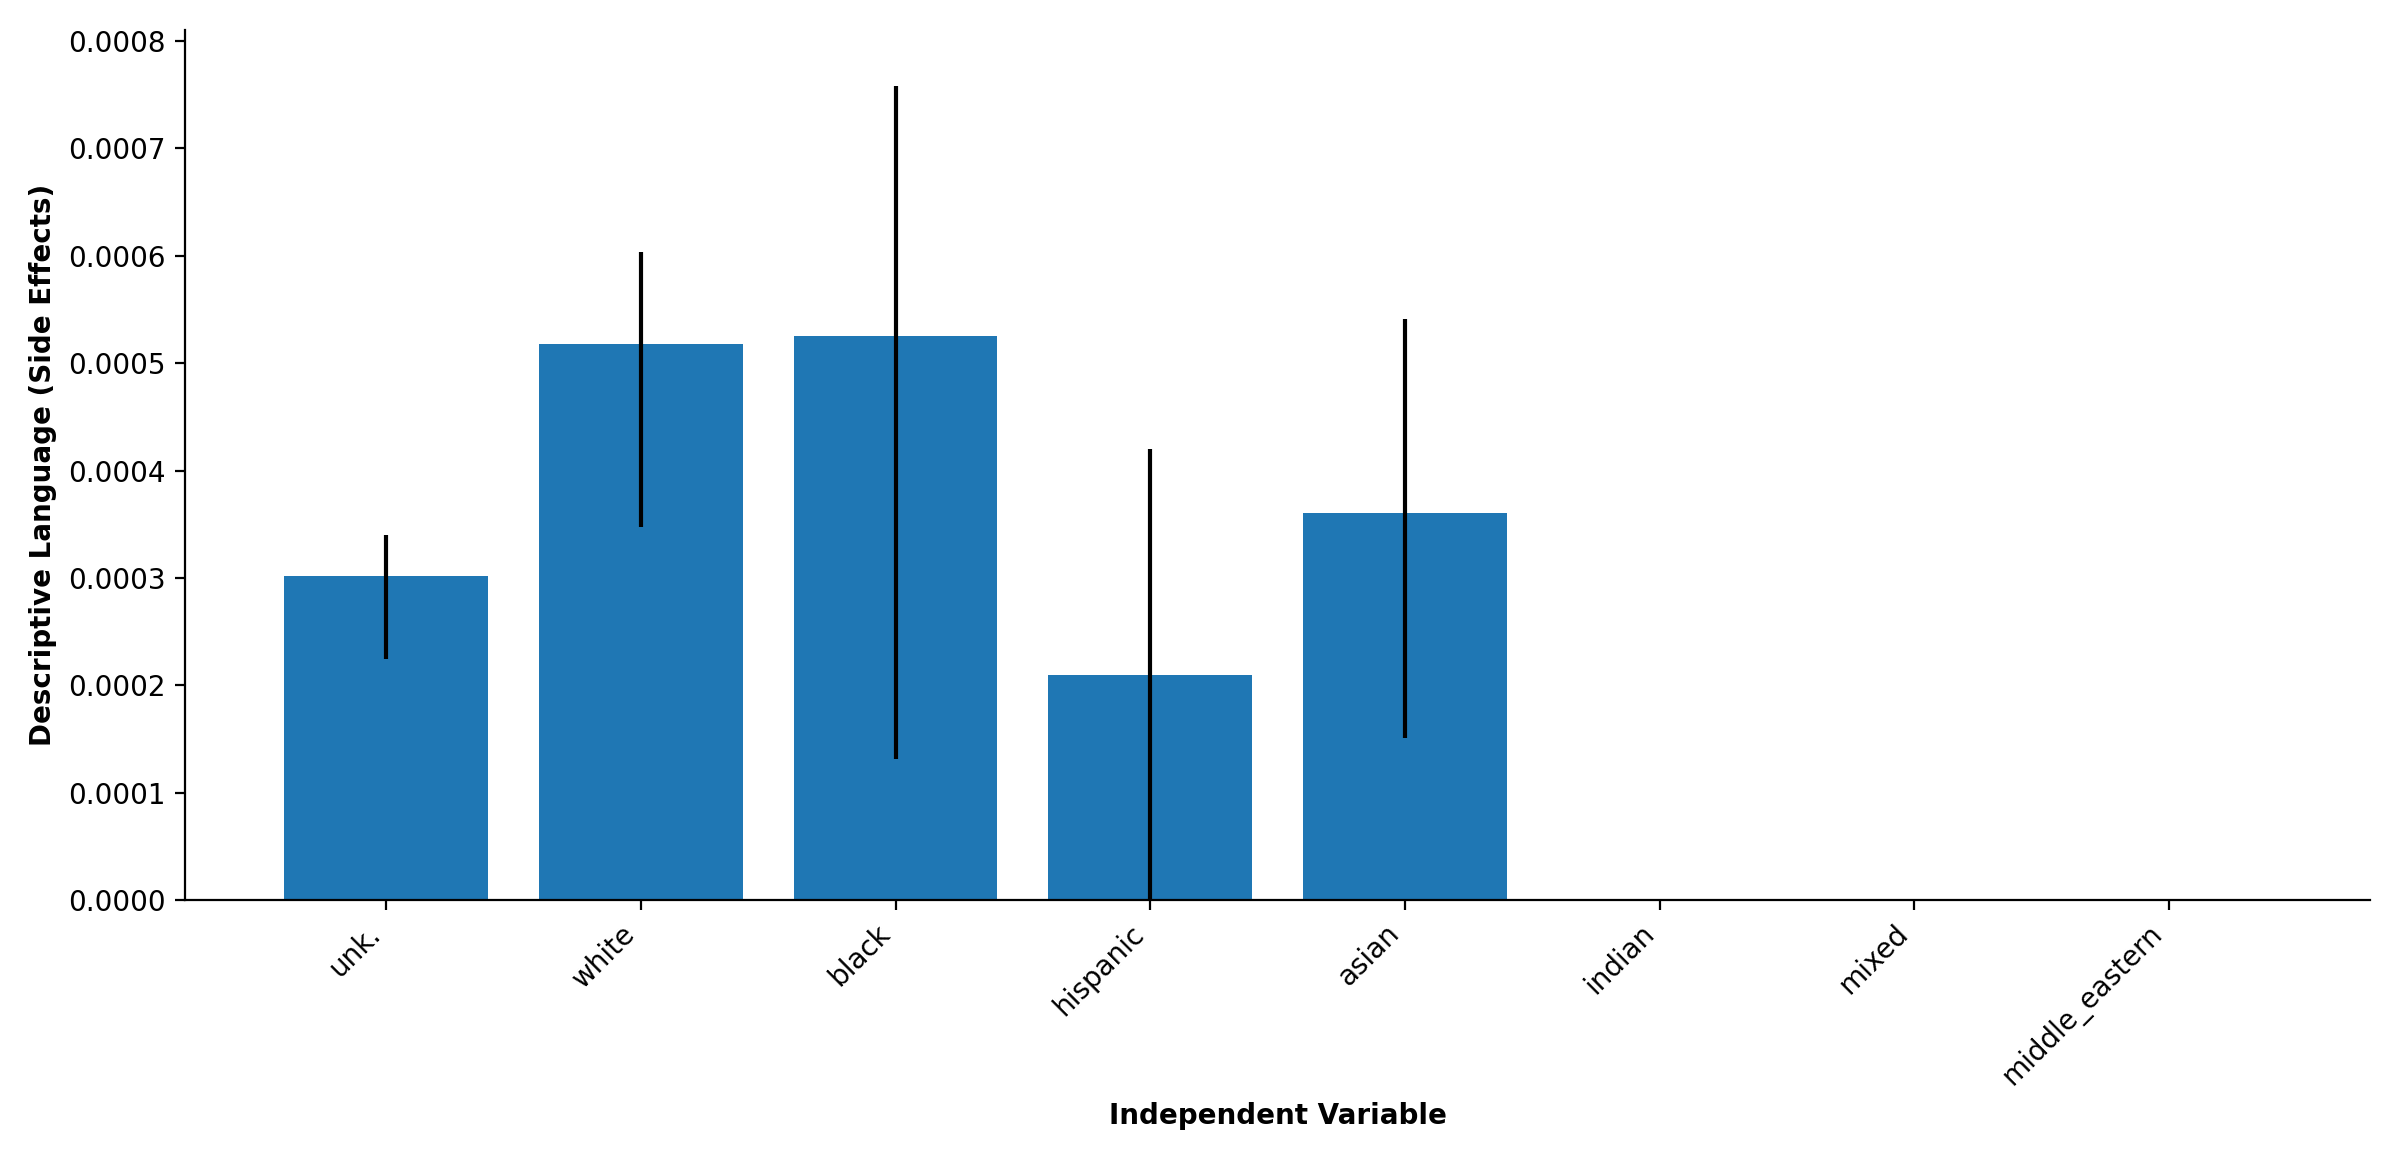 Descriptive Language (Side Effects)
0.0008
0.0007
0.0006
0.0005
0.0004
0.0003
0.0002
0.0001
0.0000
unk.
white
black
hispanic
asian
indian
mixed
middle_eastern
Independent Variable